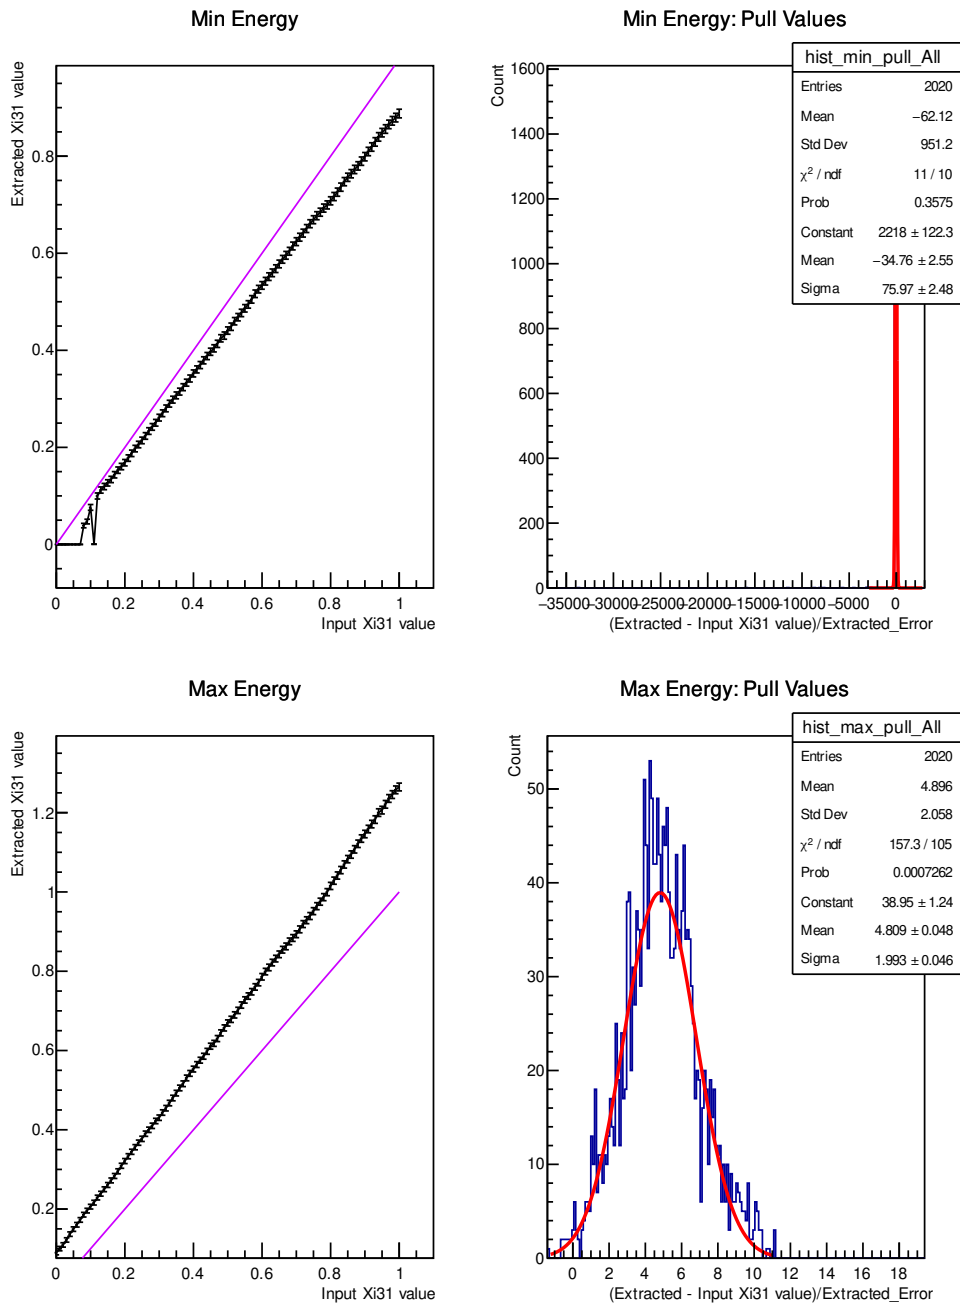 Min Energy
Extracted Xi31 value
0.8
0.6
0.4
0.2
0
0 0.2 0.4 0.6 0.8 1
Input Xi31 value
Min Energy: Pull Values
Count
1600
1400
1200
1000
800
600
400
200
0
−35000 −30000 −25000 −20000 −15000 −10000 −5000 0
(Extracted - Input Xi31 value)/Extracted_Error
hist_min_pull_All
Entries 2020
Mean −62.12
Std Dev 951.2
χ² / ndf 11 / 10
Prob 0.3575
Constant 2218 ± 122.3
Mean −34.76 ± 2.55
Sigma 75.97 ± 2.48
Max Energy
Extracted Xi31 value
1.2
1
0.8
0.6
0.4
0.2
0 0.2 0.4 0.6 0.8 1
Input Xi31 value
Max Energy: Pull Values
Count
50
40
30
20
10
0
0 2 4 6 8 10 12 14 16 18
(Extracted - Input Xi31 value)/Extracted_Error
hist_max_pull_All
Entries 2020
Mean 4.896
Std Dev 2.058
χ² / ndf 157.3 / 105
Prob 0.0007262
Constant 38.95 ± 1.24
Mean 4.809 ± 0.048
Sigma 1.993 ± 0.046